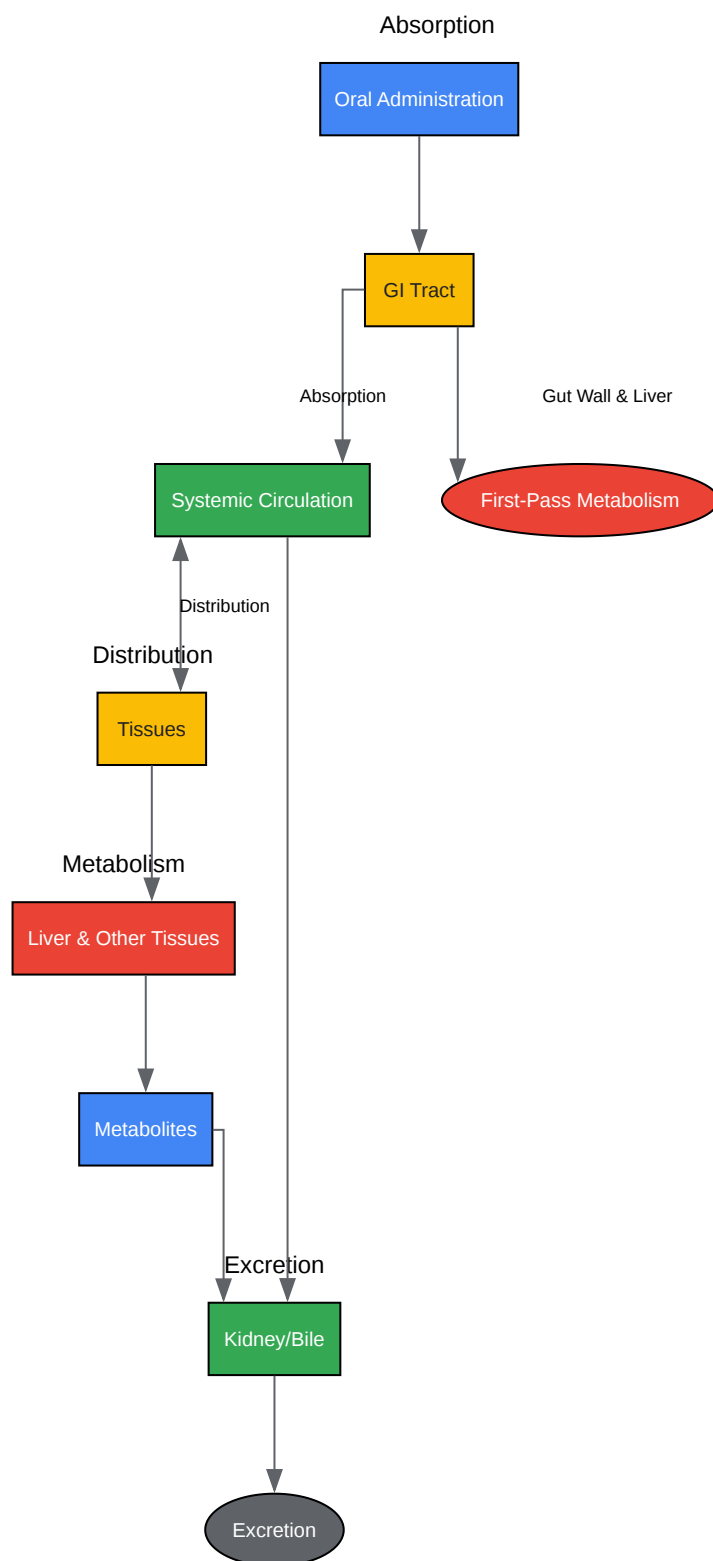 Absorption
Oral Administration
GI Tract
Absorption
Gut Wall & Liver
Systemic Circulation
First-Pass Metabolism
Distribution
Distribution
Tissues
Metabolism
Liver & Other Tissues
Metabolites
Excretion
Kidney/Bile
Excretion